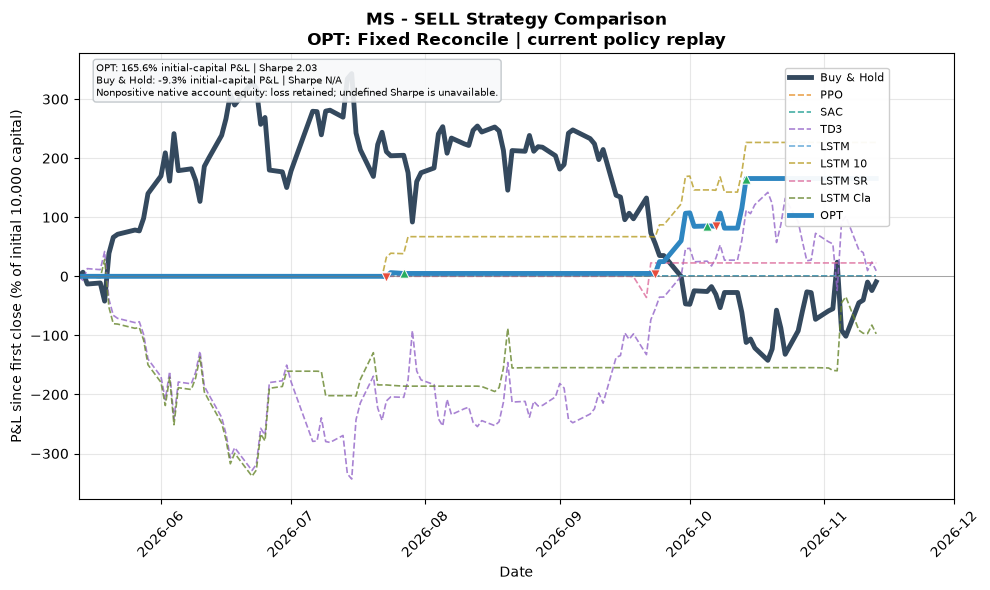 MS - SELL Strategy Comparison
OPT: Fixed Reconcile | current policy replay
OPT: 165.6% initial-capital P&L | Sharpe 2.03
Buy & Hold: -9.3% initial-capital P&L | Sharpe N/A
Nonpositive native account equity: loss retained; undefined Sharpe is unavailable.
Buy & Hold
PPO
SAC
TD3
LSTM
LSTM 10
LSTM SR
LSTM Cla
OPT
P&L since first close (% of initial 10,000 capital)
300
200
100
0
−100
−200
−300
2026-06
2026-07
2026-08
2026-09
2026-10
2026-11
2026-12
Date